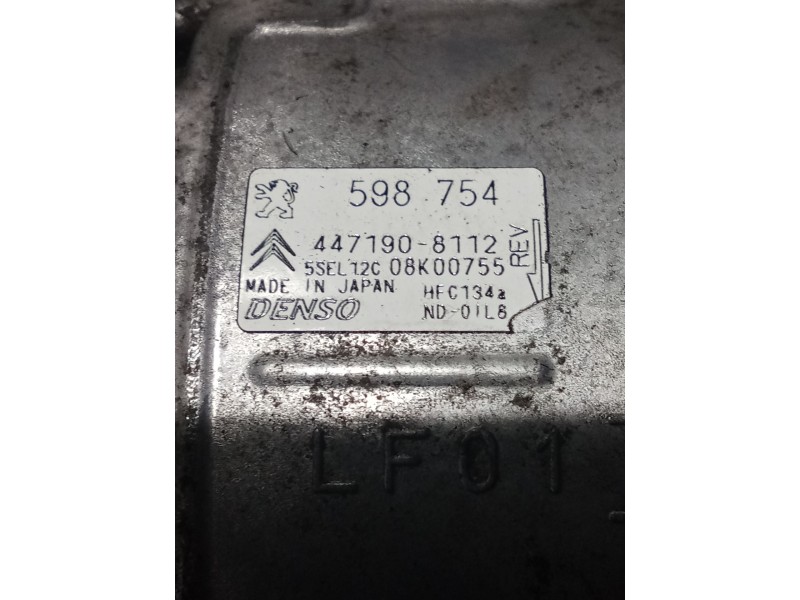 598 754
447190-8112
5SEL12C 08K00755
REV
MADE IN JAPAN HFC134a
DENSO ND-OIL8
LF01